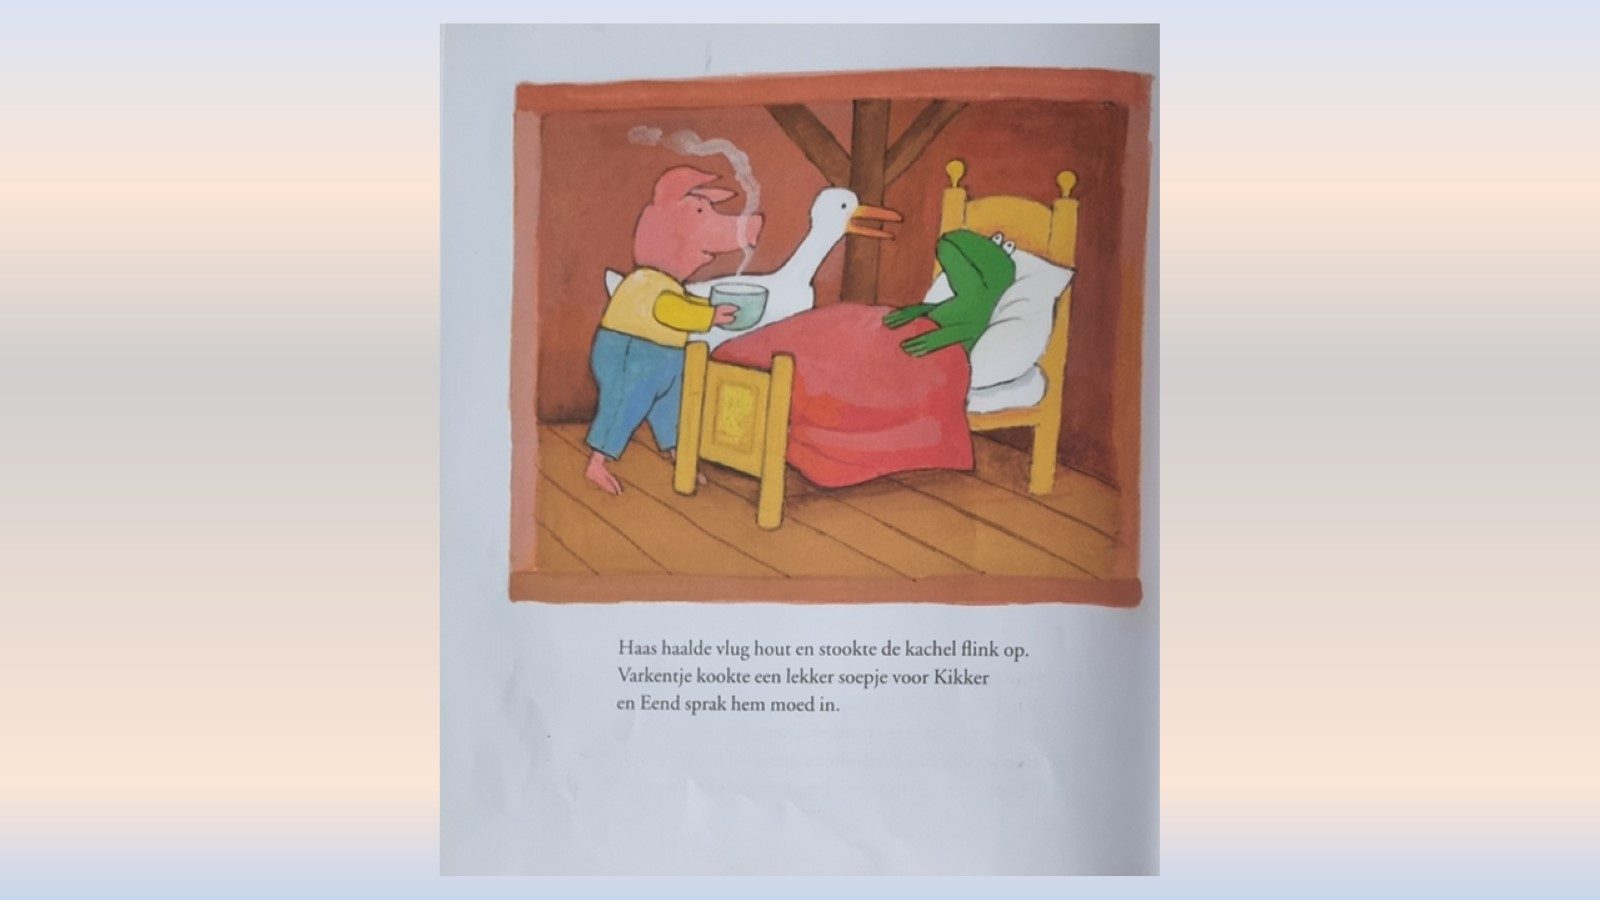 Haas haalde vlug hout en stookte de kachel flink op.
Varkentje kookte een lekker soepje voor Kikker
en Eend sprak hem moed in.